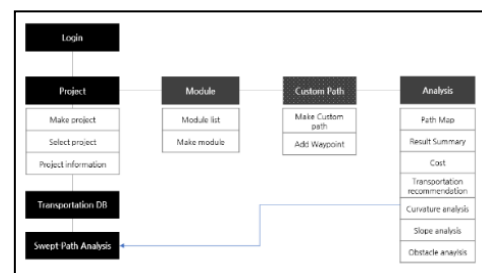 Login
Project
Module
Custom Path
Analysis
Make project
Select project
Project information
Module list
Make module
Make Custom
path
Add Waypoint
Path Map
Result Summary
Cost
Transportation
recommendation
Curvature analysis
Slope analysis
Obstacle anayisis
Transportation DB
Swept-Path Analysis